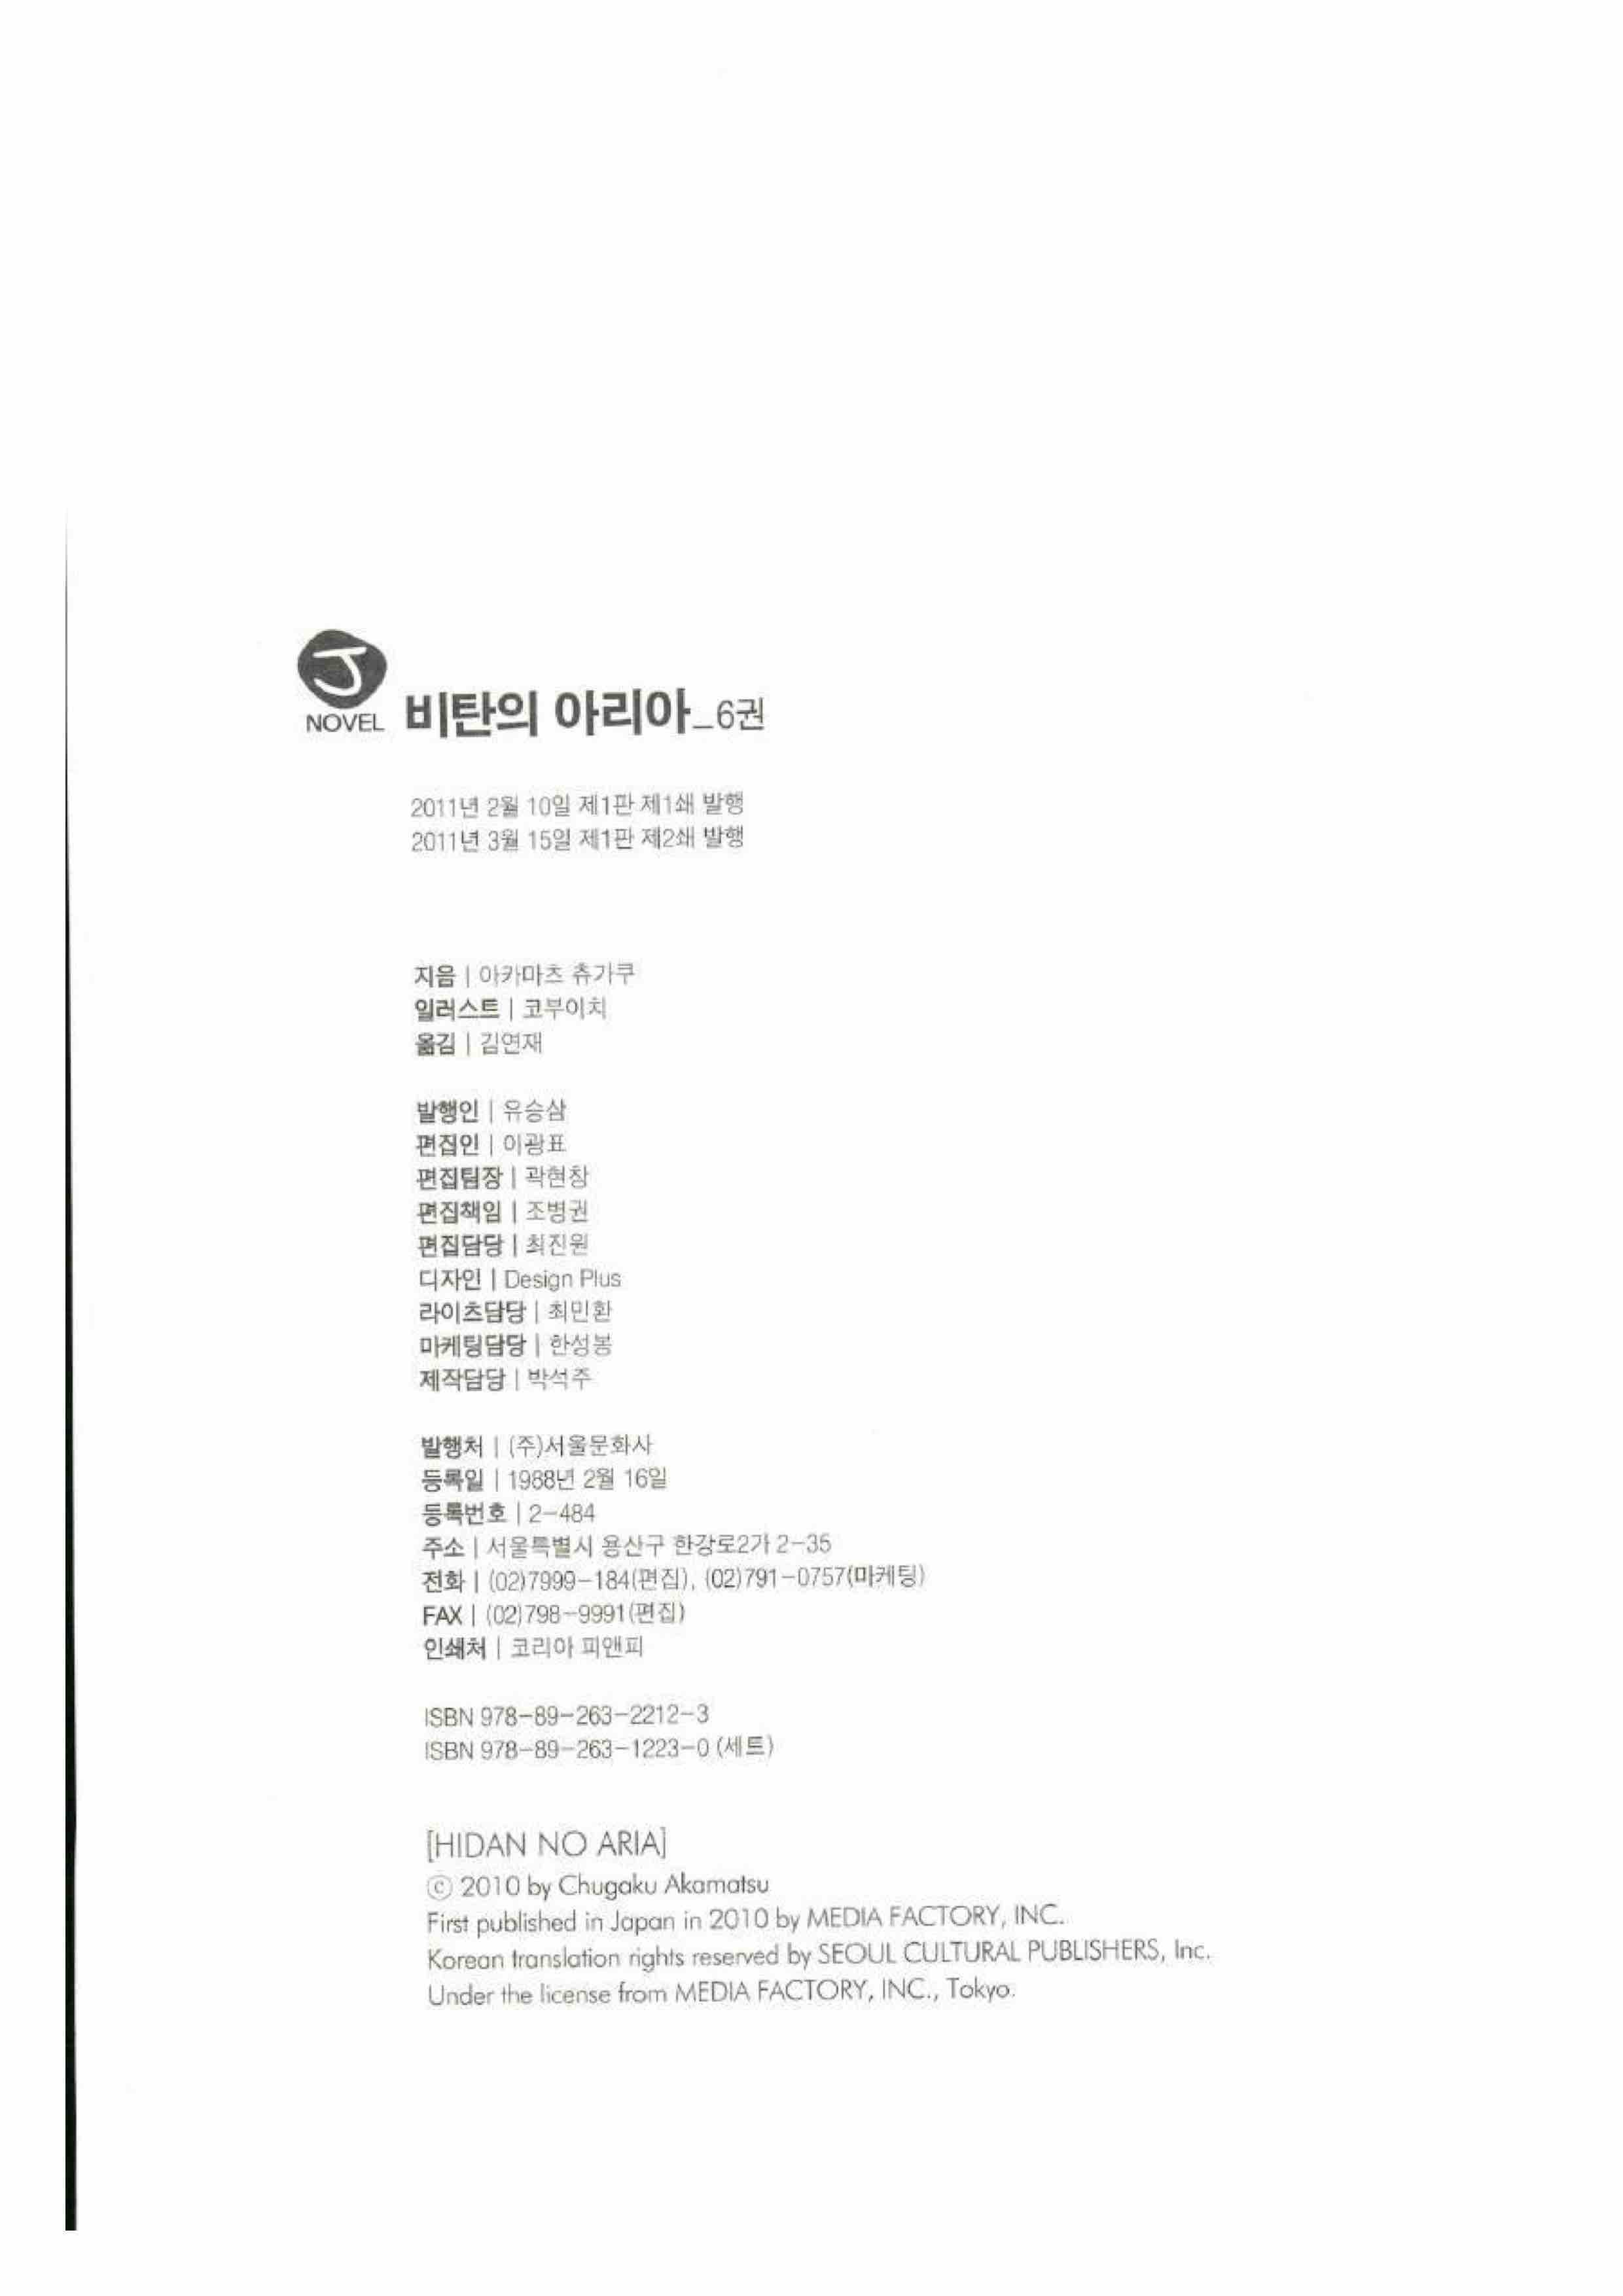 J
NOVEL
비탄의 아리아_6권
2011년 2월 10일 제1판 제1쇄 발행
2011년 3월 15일 제1판 제2쇄 발행
지음 | 아카마츠 츄가쿠
일러스트 | 코부이치
옮김 | 김연재
발행인 | 유승삼
편집인 | 이광표
편집팀장 | 곽현창
편집책임 | 조병권
편집담당 | 최진원
디자인 | Design Plus
라이츠담당 | 최민환
마케팅담당 | 한성봉
제작담당 | 박석주
발행처 | (주)서울문화사
등록일 | 1988년 2월 16일
등록번호 | 2-484
주소 | 서울특별시 용산구 한강로2가 2-35
전화 | (02)7999-184(편집), (02)791-0757(마케팅)
FAX | (02)798-9991(편집)
인쇄처 | 코리아 피앤피
ISBN 978-89-263-2212-3
ISBN 978-89-263-1223-0 (세트)
[HIDAN NO ARIA]
ⓒ 2010 by Chugaku Akamatsu
First published in Japan in 2010 by MEDIA FACTORY, INC.
Korean translation rights reserved by SEOUL CULTURAL PUBLISHERS, Inc.
Under the license from MEDIA FACTORY, INC., Tokyo.